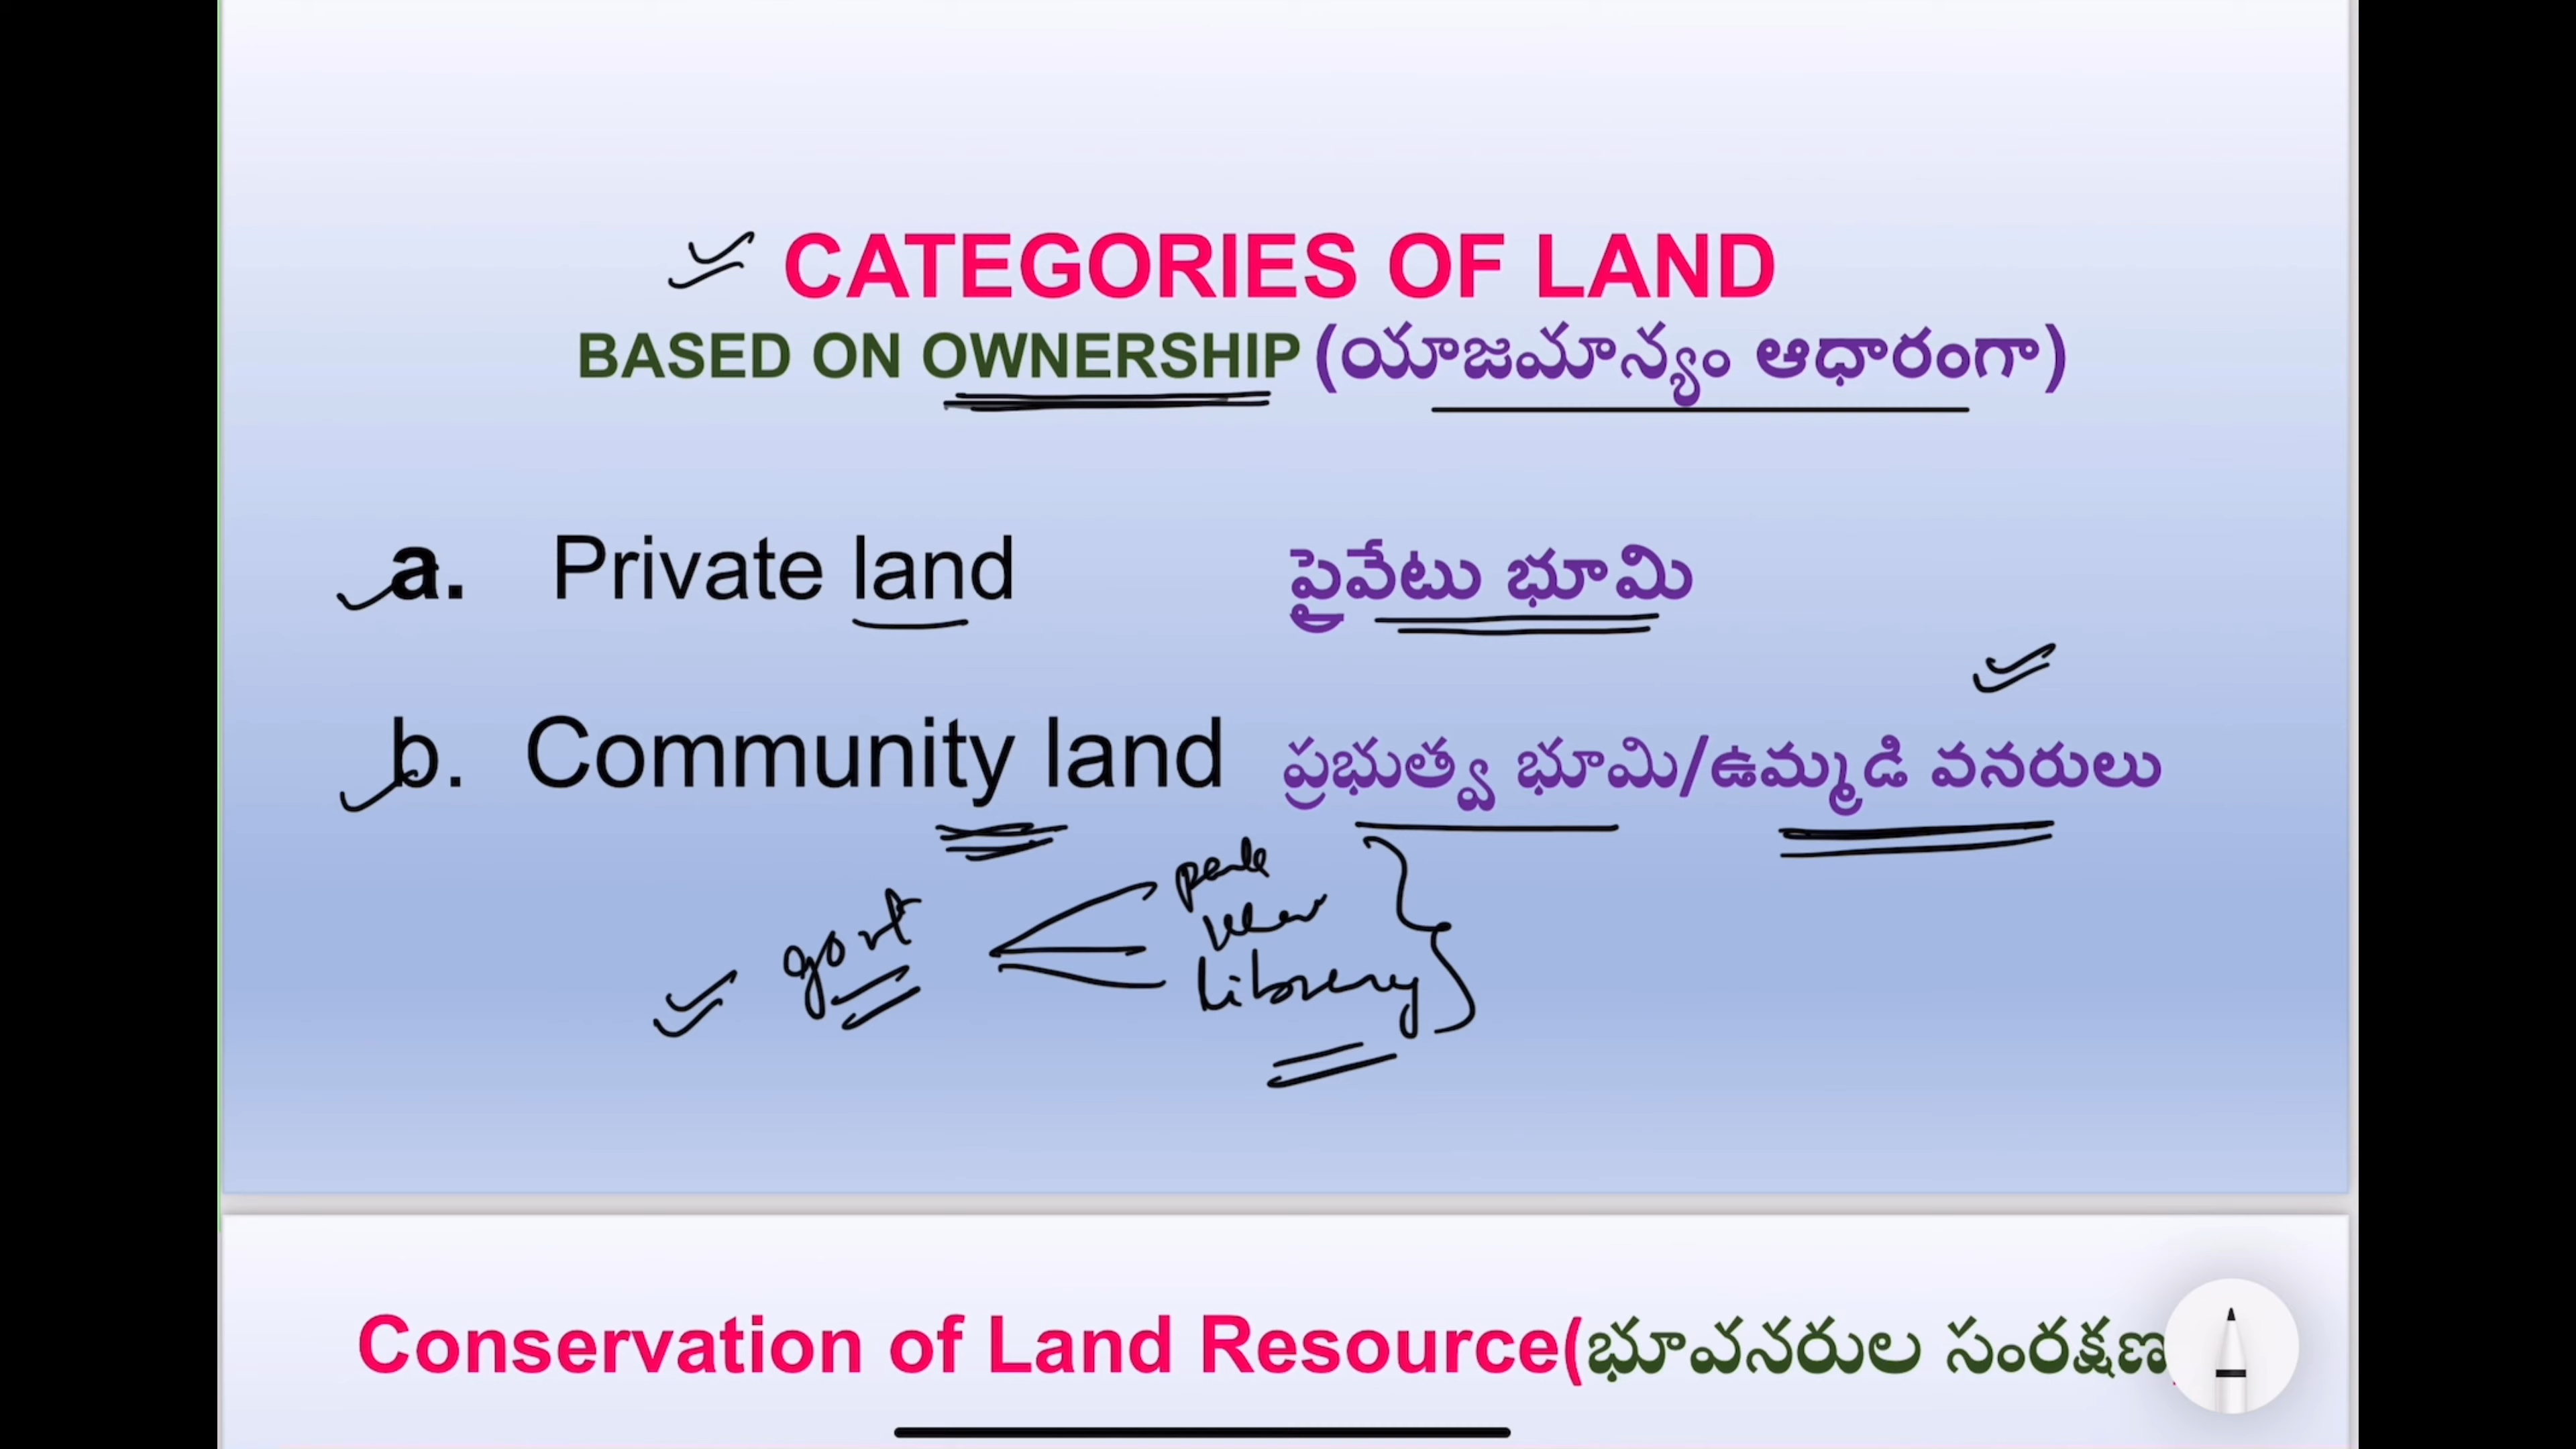 CATEGORIES OF LAND
BASED ON OWNERSHIP (యాజమాన్యం ఆధారంగా)
a. Private land ప్రైవేటు భూమి
b. Community land ప్రభుత్వ భూమి/ఉమ్మడి వనరులు
park
govt
library
Conservation of Land Resource(భూవనరుల సంరక్షణ